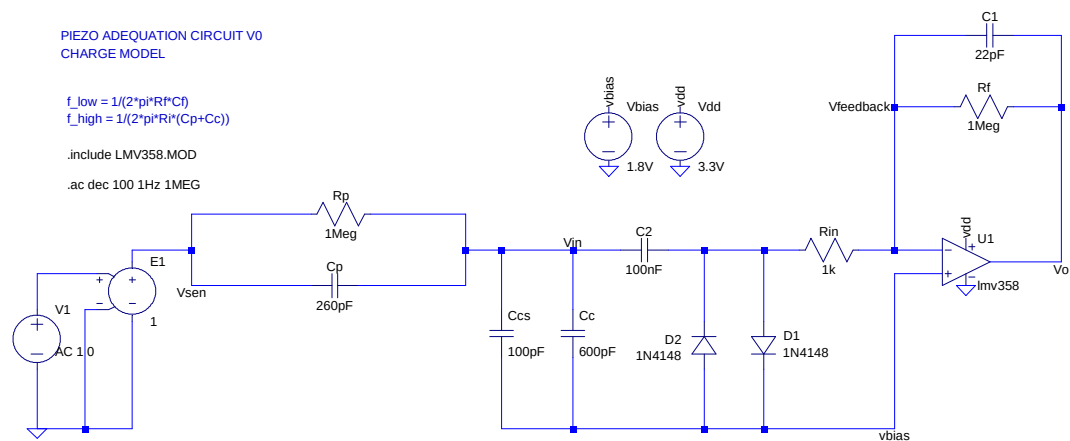 PIEZO ADEQUATION CIRCUIT V0
CHARGE MODEL
f_low = 1/(2*pi*Rf*Cf)
f_high = 1/(2*pi*Ri*(Cp+Cc))
.include LMV358.MOD
.ac dec 100 1Hz 1MEG
C1
22pF
Rf
1Meg
Vfeedback
vbias
Vbias
1.8V
vdd
Vdd
3.3V
Rp
1Meg
Cp
260pF
E1
1
Vsen
V1
AC 1 0
Vin
C2
100nF
Rin
1k
vdd
U1
lmv358
Vo
Ccs
100pF
Cc
600pF
D2
1N4148
D1
1N4148
vbias